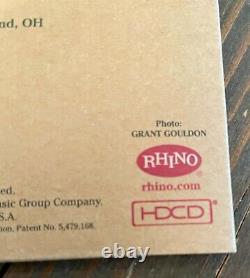 nd, OH
Photo:
GRANT GOULDON
RHINO
rhino.com
ed.
usic Group Company.
S.A.
tion, Patent No. 5,479,168.
HDCD®